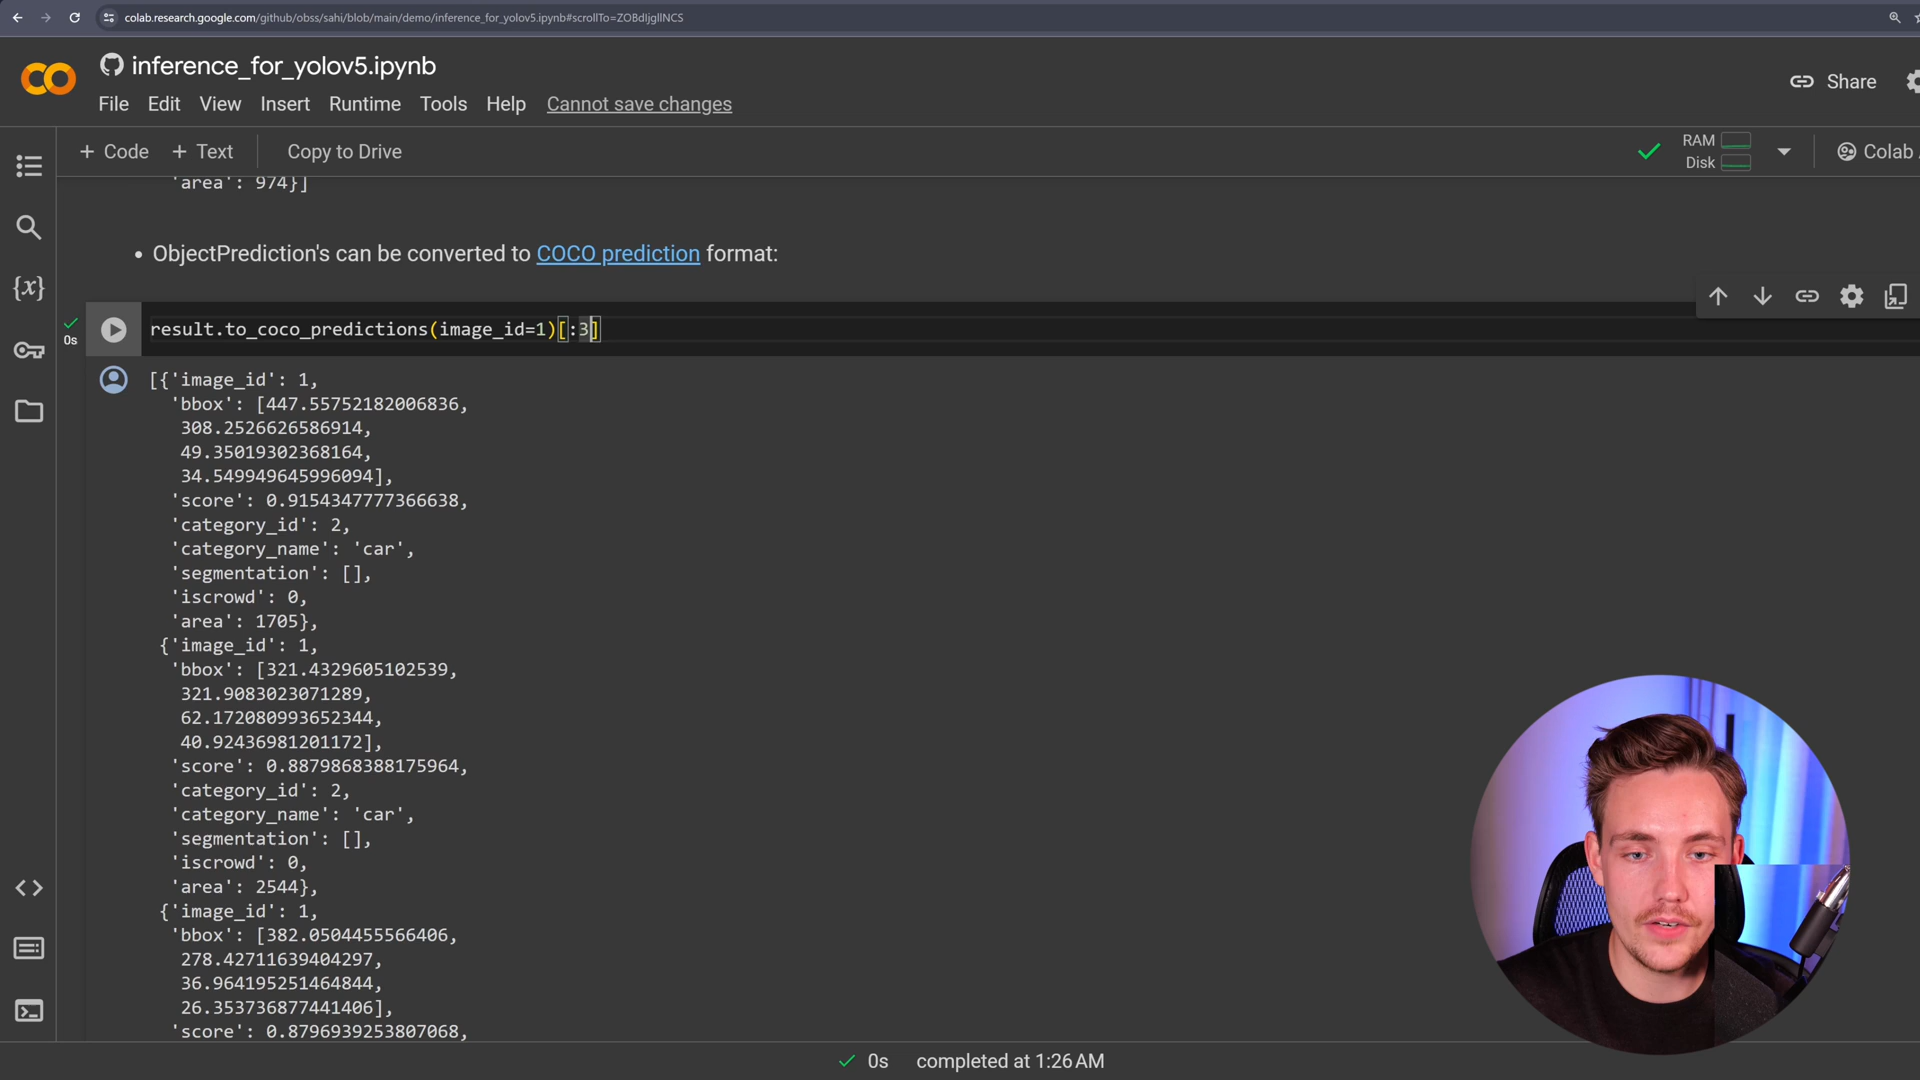 colab.research.google.com/github/obss/sahi/blob/main/demo/inference_for_yolov5.ipynb#scrollTo=ZOBdIjgllNCS
inference_for_yolov5.ipynb
Share
File Edit View Insert Runtime Tools Help Cannot save changes
+ Code + Text Copy to Drive
RAM
Disk
Colab
'area': 974}]
• ObjectPrediction's can be converted to COCO prediction format:
0s
result.to_coco_predictions(image_id=1)[:3]
[{'image_id': 1,
'bbox': [447.55752182006836,
308.2526626586914,
49.35019302368164,
34.549949645996094],
'score': 0.9154347777366638,
'category_id': 2,
'category_name': 'car',
'segmentation': [],
'iscrowd': 0,
'area': 1705},
{'image_id': 1,
'bbox': [321.4329605102539,
321.9083023071289,
62.172080993652344,
40.92436981201172],
'score': 0.8879868388175964,
'category_id': 2,
'category_name': 'car',
'segmentation': [],
'iscrowd': 0,
'area': 2544},
{'image_id': 1,
'bbox': [382.0504455566406,
278.42711639404297,
36.964195251464844,
26.353736877441406],
'score': 0.8796939253807068,
0s completed at 1:26 AM